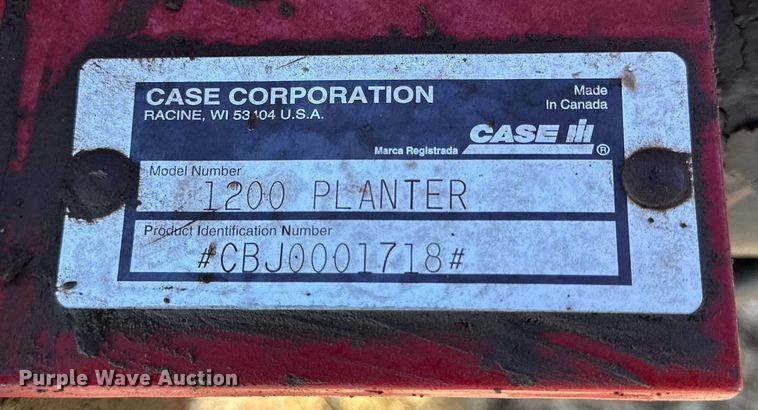 CASE CORPORATION
RACINE, WI 53404 U.S.A.
Made
In Canada
Marca Registrada CASE IH ®
Model Number
1200 PLANTER
Product Identification Number
#CBJ0001718#
Purple Wave Auction